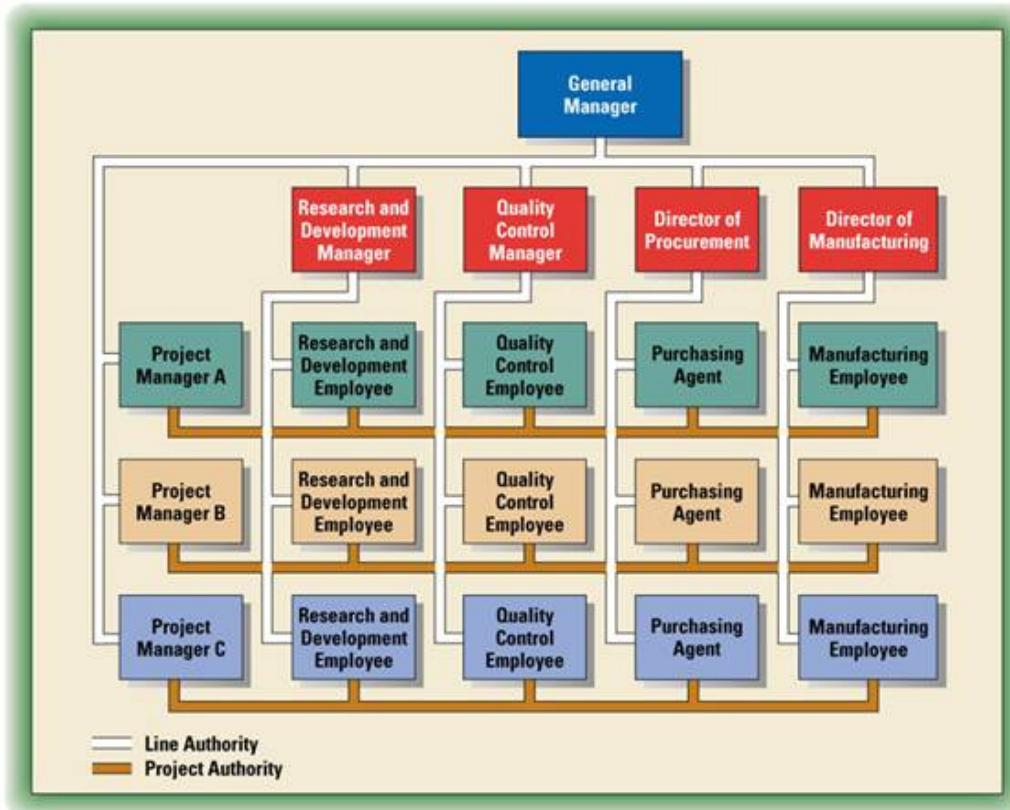 General
Manager
Research and
Development
Manager
Quality
Control
Manager
Director of
Procurement
Director of
Manufacturing
Project
Manager A
Research and
Development
Employee
Quality
Control
Employee
Purchasing
Agent
Manufacturing
Employee
Project
Manager B
Research and
Development
Employee
Quality
Control
Employee
Purchasing
Agent
Manufacturing
Employee
Project
Manager C
Research and
Development
Employee
Quality
Control
Employee
Purchasing
Agent
Manufacturing
Employee
Line Authority
Project Authority